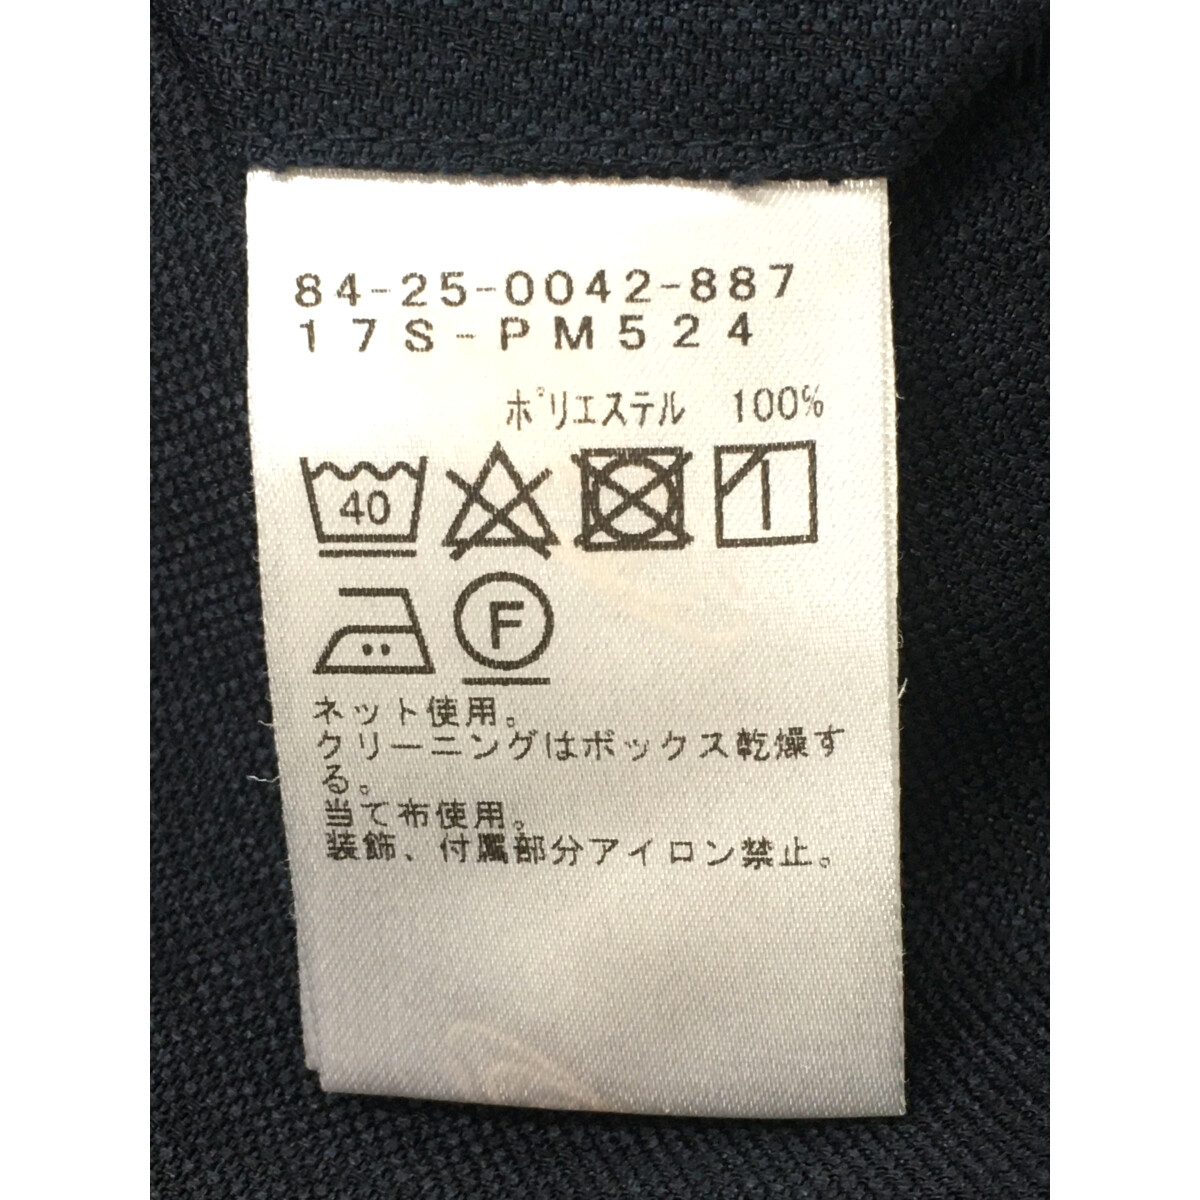 84-25-0042-887
17S-PM524
ポリエステル 100%
40
F
ネット使用。
クリーニングはボックス乾燥す
る。
当て布使用。
装飾、付属部分アイロン禁止。